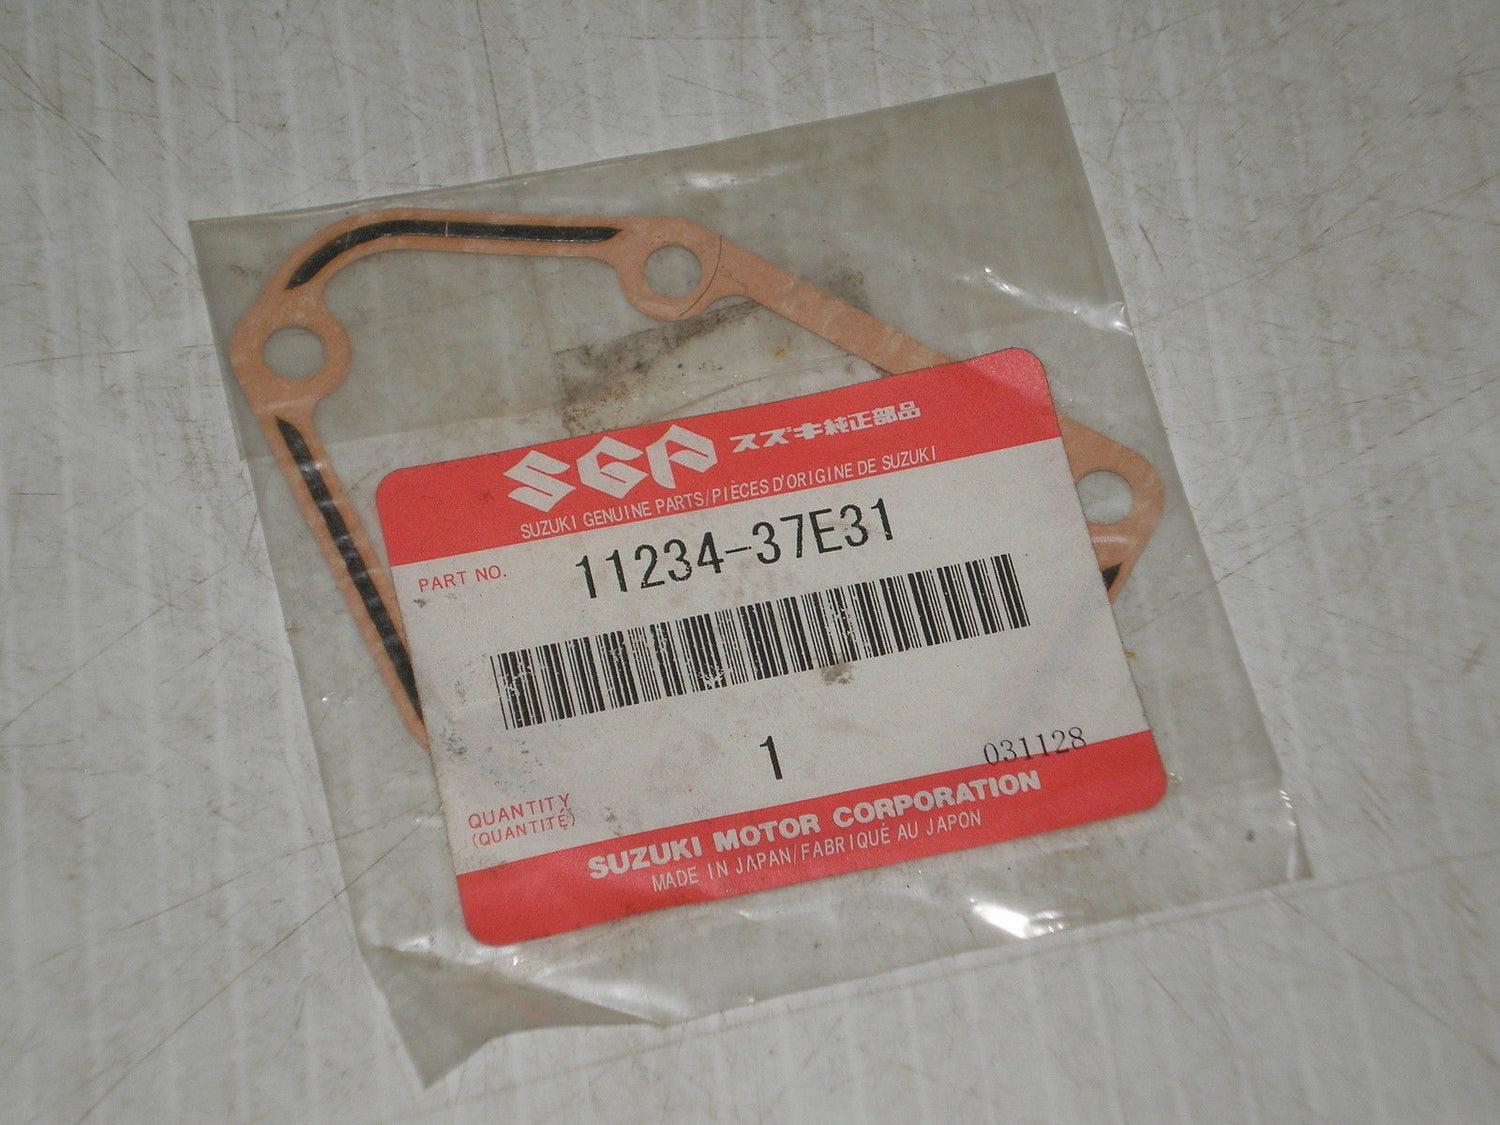 SGP スズキ純正部品
SUZUKI GENUINE PARTS/PIÈCES D'ORIGINE DE SUZUKI
PART NO. 11234-37E31
1
031128
QUANTITY
(QUANTITÉ)
SUZUKI MOTOR CORPORATION
MADE IN JAPAN/FABRIQUÉ AU JAPON